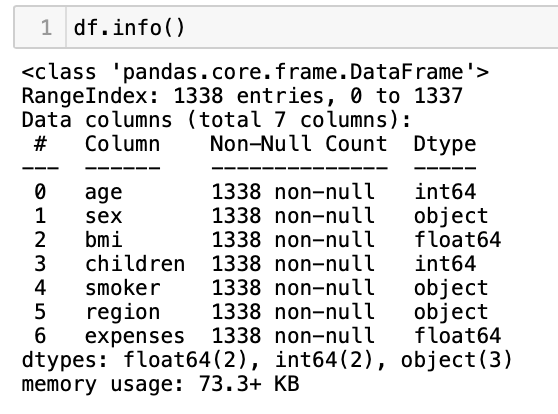 1 df.info()
<class 'pandas.core.frame.DataFrame'>
RangeIndex: 1338 entries, 0 to 1337
Data columns (total 7 columns):
 #   Column    Non-Null Count  Dtype
---  ------    --------------  -----
 0   age       1338 non-null   int64
 1   sex       1338 non-null   object
 2   bmi       1338 non-null   float64
 3   children  1338 non-null   int64
 4   smoker    1338 non-null   object
 5   region    1338 non-null   object
 6   expenses  1338 non-null   float64
dtypes: float64(2), int64(2), object(3)
memory usage: 73.3+ KB